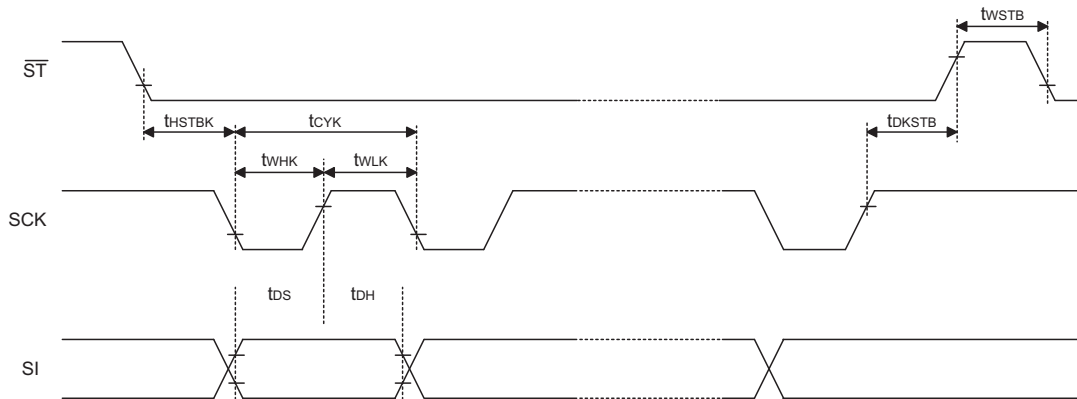 tWSTB
ST
tHSTBK
tCYK
tDKSTB
tWHK
tWLK
SCK
tDS
tDH
SI